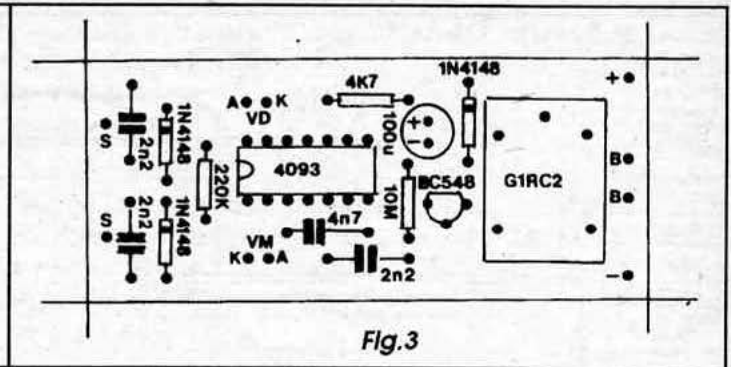 1N4148
4K7
+
A K
VD
1N4148
100u
+
-
S
2n2
220K
4093
10M
BC548
G1RC2
B
B
2n2
1N4148
S
4n7
VM
K A
2n2
-
Fig.3